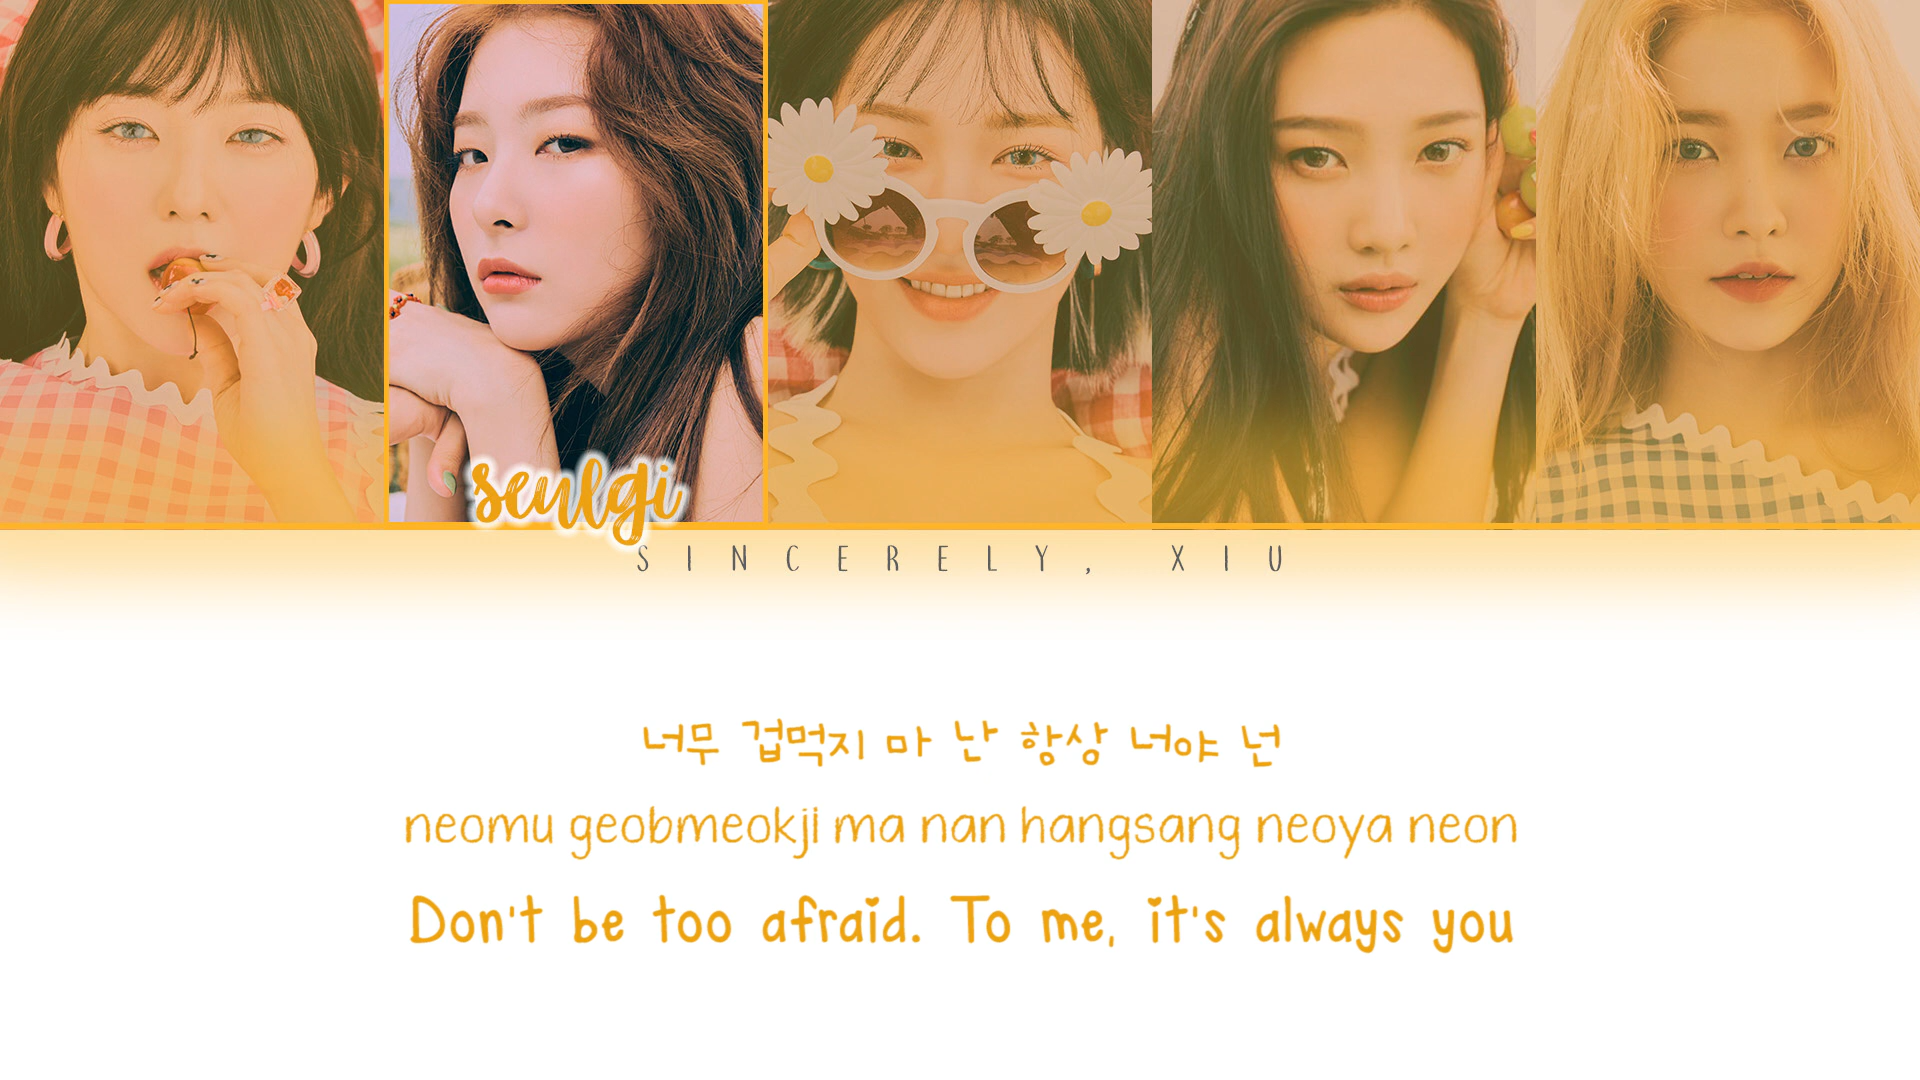 seulgi
SINCERELY, XIU
너무 겁먹지 마 난 항상 너야 넌
neomu geobmeokji ma nan hangsang neoya neon
Don't be too afraid. To me, it's always you